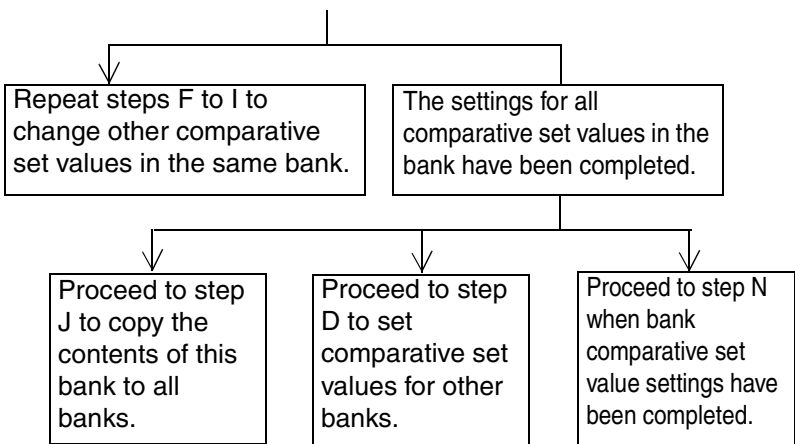 Repeat steps F to I to
change other comparative
set values in the same bank.
The settings for all
comparative set values in the
bank have been completed.
Proceed to step
J to copy the
contents of this
bank to all
banks.
Proceed to step
D to set
comparative set
values for other
banks.
Proceed to step N
when bank
comparative set
value settings have
been completed.